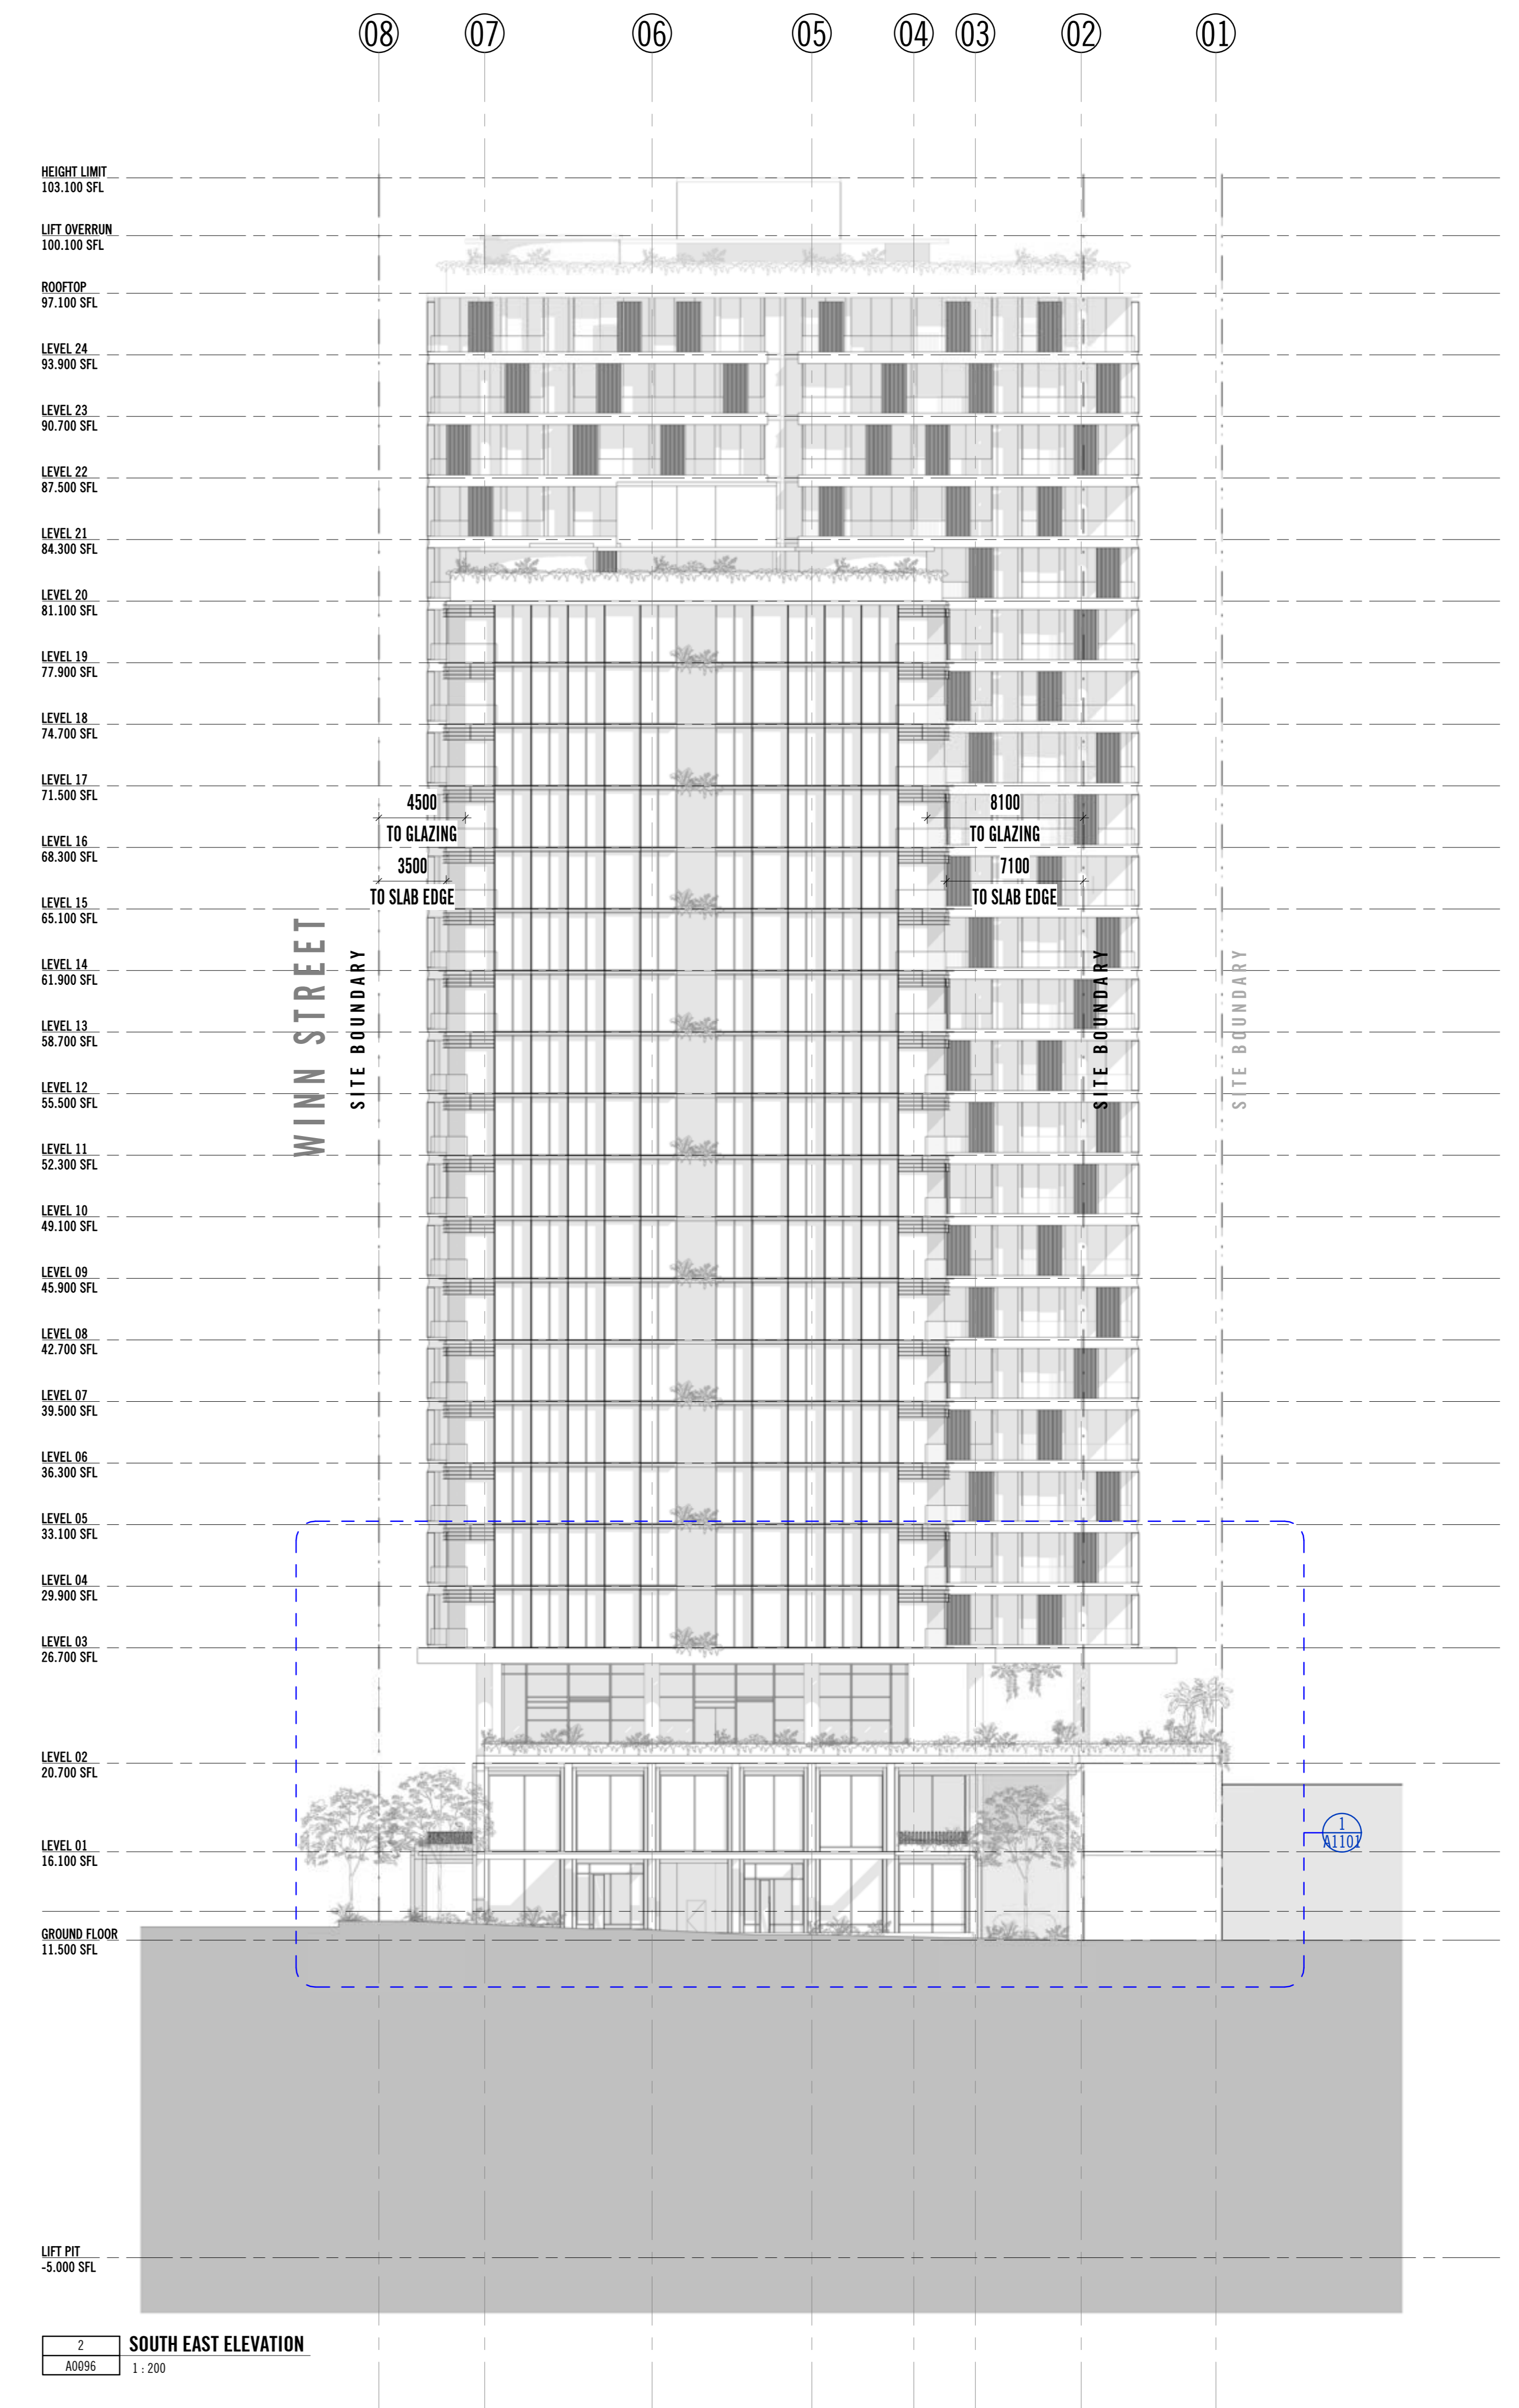 08
07
06
05
04
03
02
01
HEIGHT LIMIT
103.100 SFL
LIFT OVERRUN
100.100 SFL
ROOFTOP
97.100 SFL
LEVEL 24
93.900 SFL
LEVEL 23
90.700 SFL
LEVEL 22
87.500 SFL
LEVEL 21
84.300 SFL
LEVEL 20
81.100 SFL
LEVEL 19
77.900 SFL
LEVEL 18
74.700 SFL
LEVEL 17
71.500 SFL
4500
TO GLAZING
8100
TO GLAZING
LEVEL 16
68.300 SFL
3500
TO SLAB EDGE
7100
TO SLAB EDGE
LEVEL 15
65.100 SFL
WINN STREET
SITE BOUNDARY
SITE BOUNDARY
SITE BOUNDARY
LEVEL 14
61.900 SFL
LEVEL 13
58.700 SFL
LEVEL 12
55.500 SFL
LEVEL 11
52.300 SFL
LEVEL 10
49.100 SFL
LEVEL 09
45.900 SFL
LEVEL 08
42.700 SFL
LEVEL 07
39.500 SFL
LEVEL 06
36.300 SFL
LEVEL 05
33.100 SFL
LEVEL 04
29.900 SFL
LEVEL 03
26.700 SFL
LEVEL 02
20.700 SFL
1
A1101
LEVEL 01
16.100 SFL
GROUND FLOOR
11.500 SFL
LIFT PIT
-5.000 SFL
2
A0096
SOUTH EAST ELEVATION
1 : 200